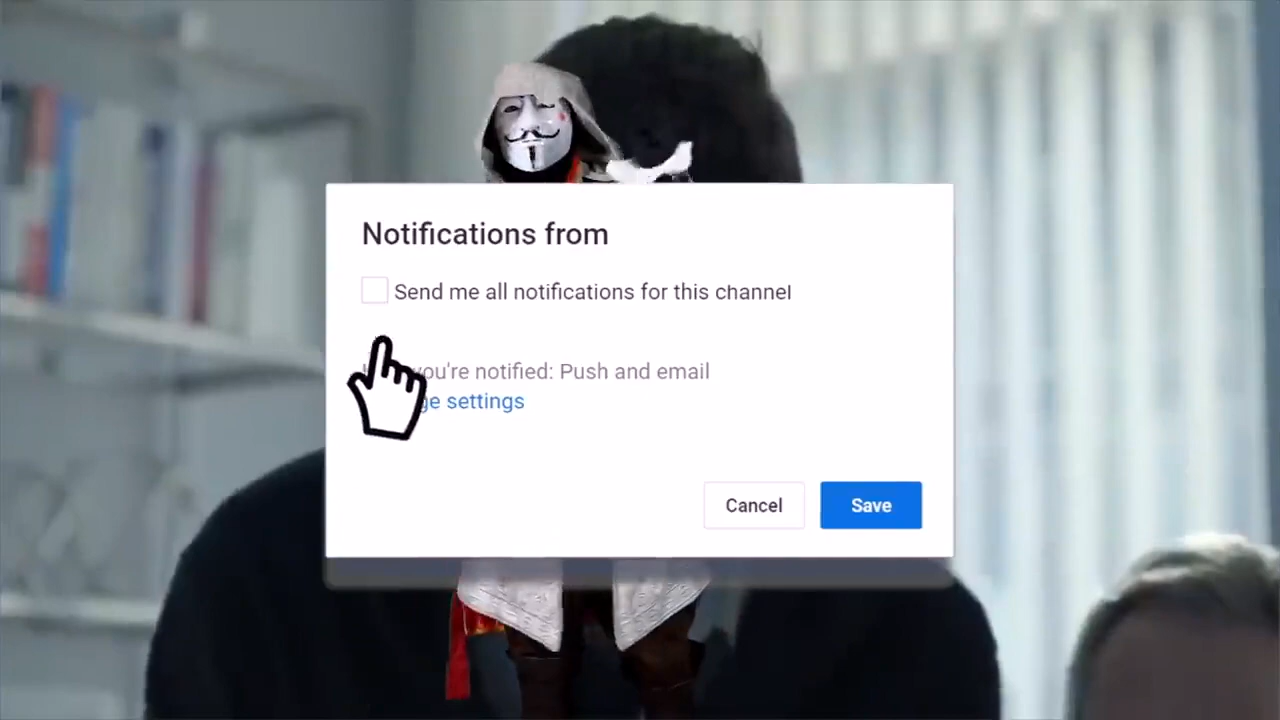 Notifications from
Send me all notifications for this channel
you're notified: Push and email
settings
Cancel
Save